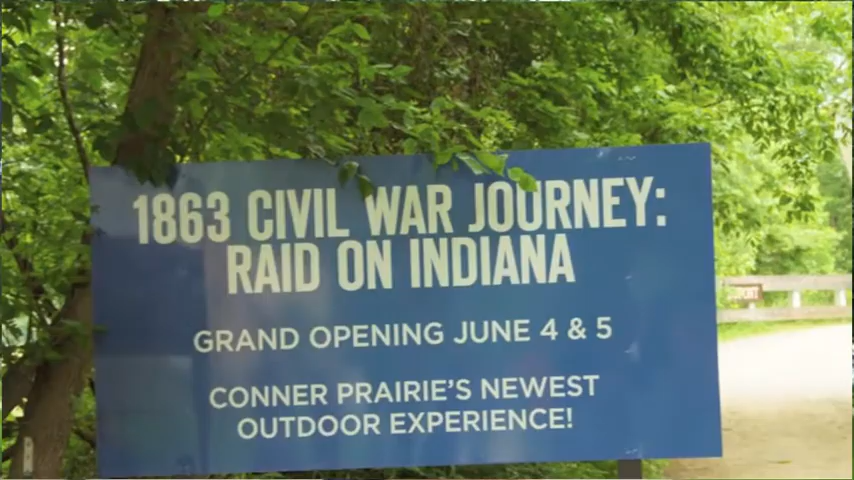 1863 CIVIL WAR JOURNEY:
RAID ON INDIANA
GRAND OPENING JUNE 4 & 5
CONNER PRAIRIE'S NEWEST
OUTDOOR EXPERIENCE!